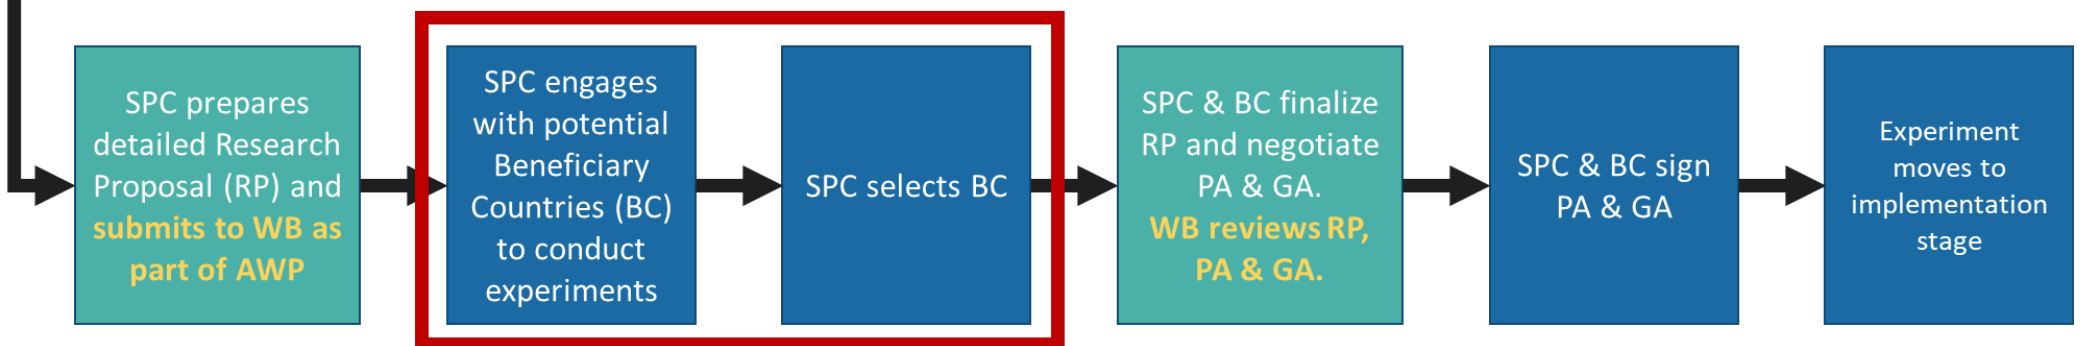 SPC prepares
detailed Research
Proposal (RP) and
submits to WB as
part of AWP
SPC engages
with potential
Beneficiary
Countries (BC)
to conduct
experiments
SPC selects BC
SPC & BC finalize
RP and negotiate
PA & GA.
WB reviews RP,
PA & GA.
SPC & BC sign
PA & GA
Experiment
moves to
implementation
stage